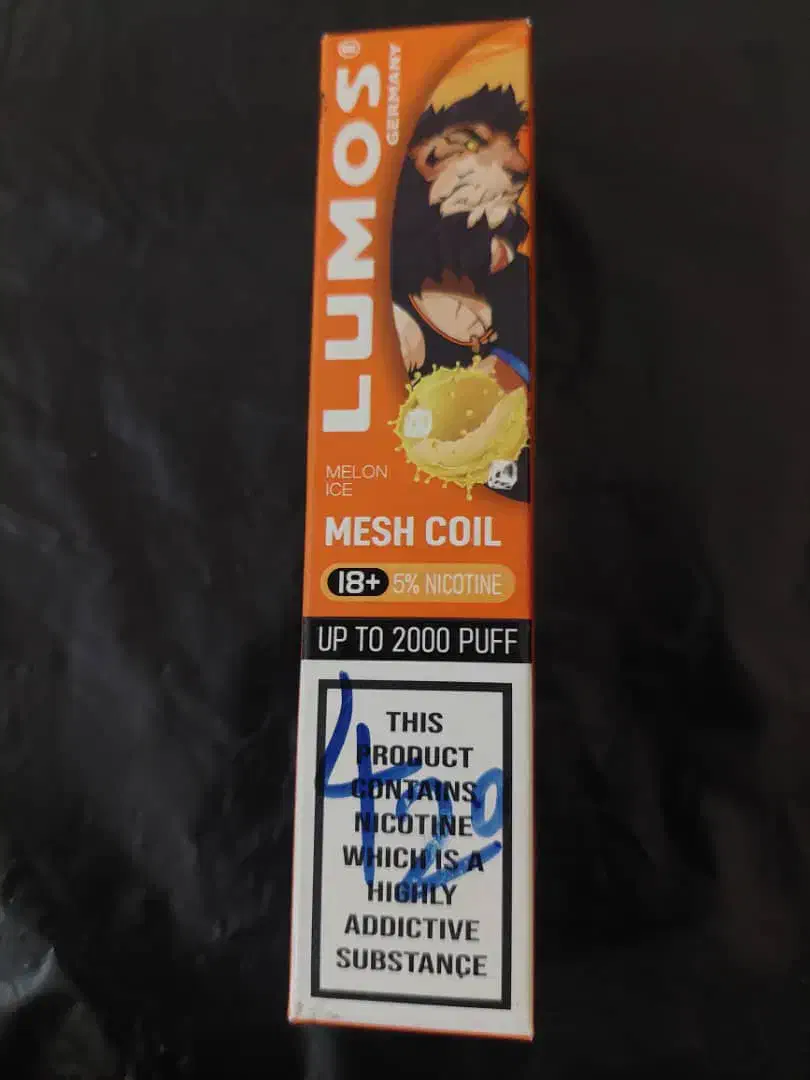 LUMOS
GERMANY
MELON
ICE
MESH COIL
18+ 5% NICOTINE
UP TO 2000 PUFF
THIS
PRODUCT
CONTAINS
NICOTINE
WHICH IS A
HIGHLY
ADDICTIVE
SUBSTANCE
420